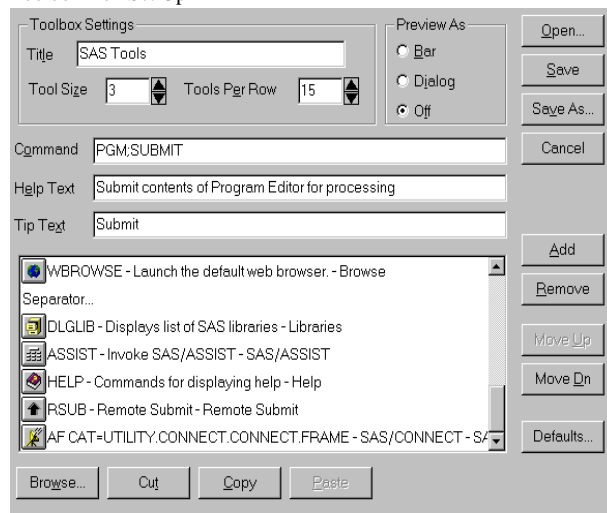 Toolbox Settings
Title SAS Tools
Tool Size 3 Tools Per Row 15
Preview As
Bar
Dialog
Off
Open...
Save
Save As...
Cancel
Command PGM;SUBMIT
Help Text Submit contents of Program Editor for processing
Tip Text Submit
Add
Remove
Move Up
Move Dn
Defaults...
WBROWSE - Launch the default web browser. - Browse
Separator...
DLGLIB - Displays list of SAS libraries - Libraries
ASSIST - Invoke SAS/ASSIST - SAS/ASSIST
HELP - Commands for displaying help - Help
RSUB - Remote Submit - Remote Submit
AF CAT=UTILITY.CONNECT.CONNECT.FRAME - SAS/CONNECT - SA
Browse... Cut Copy Paste